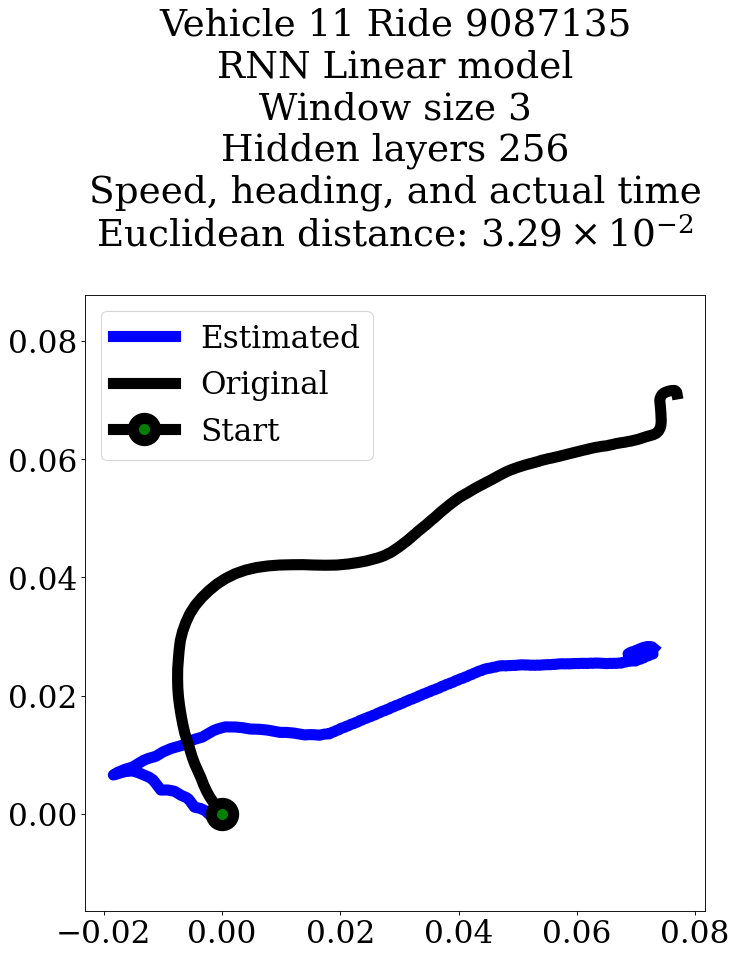 Vehicle 11 Ride 9087135
RNN Linear model
Window size 3
Hidden layers 256
Speed, heading, and actual time
Euclidean distance: 3.29 × 10⁻²
Estimated
Original
Start
0.08
0.06
0.04
0.02
0.00
−0.02 0.00 0.02 0.04 0.06 0.08